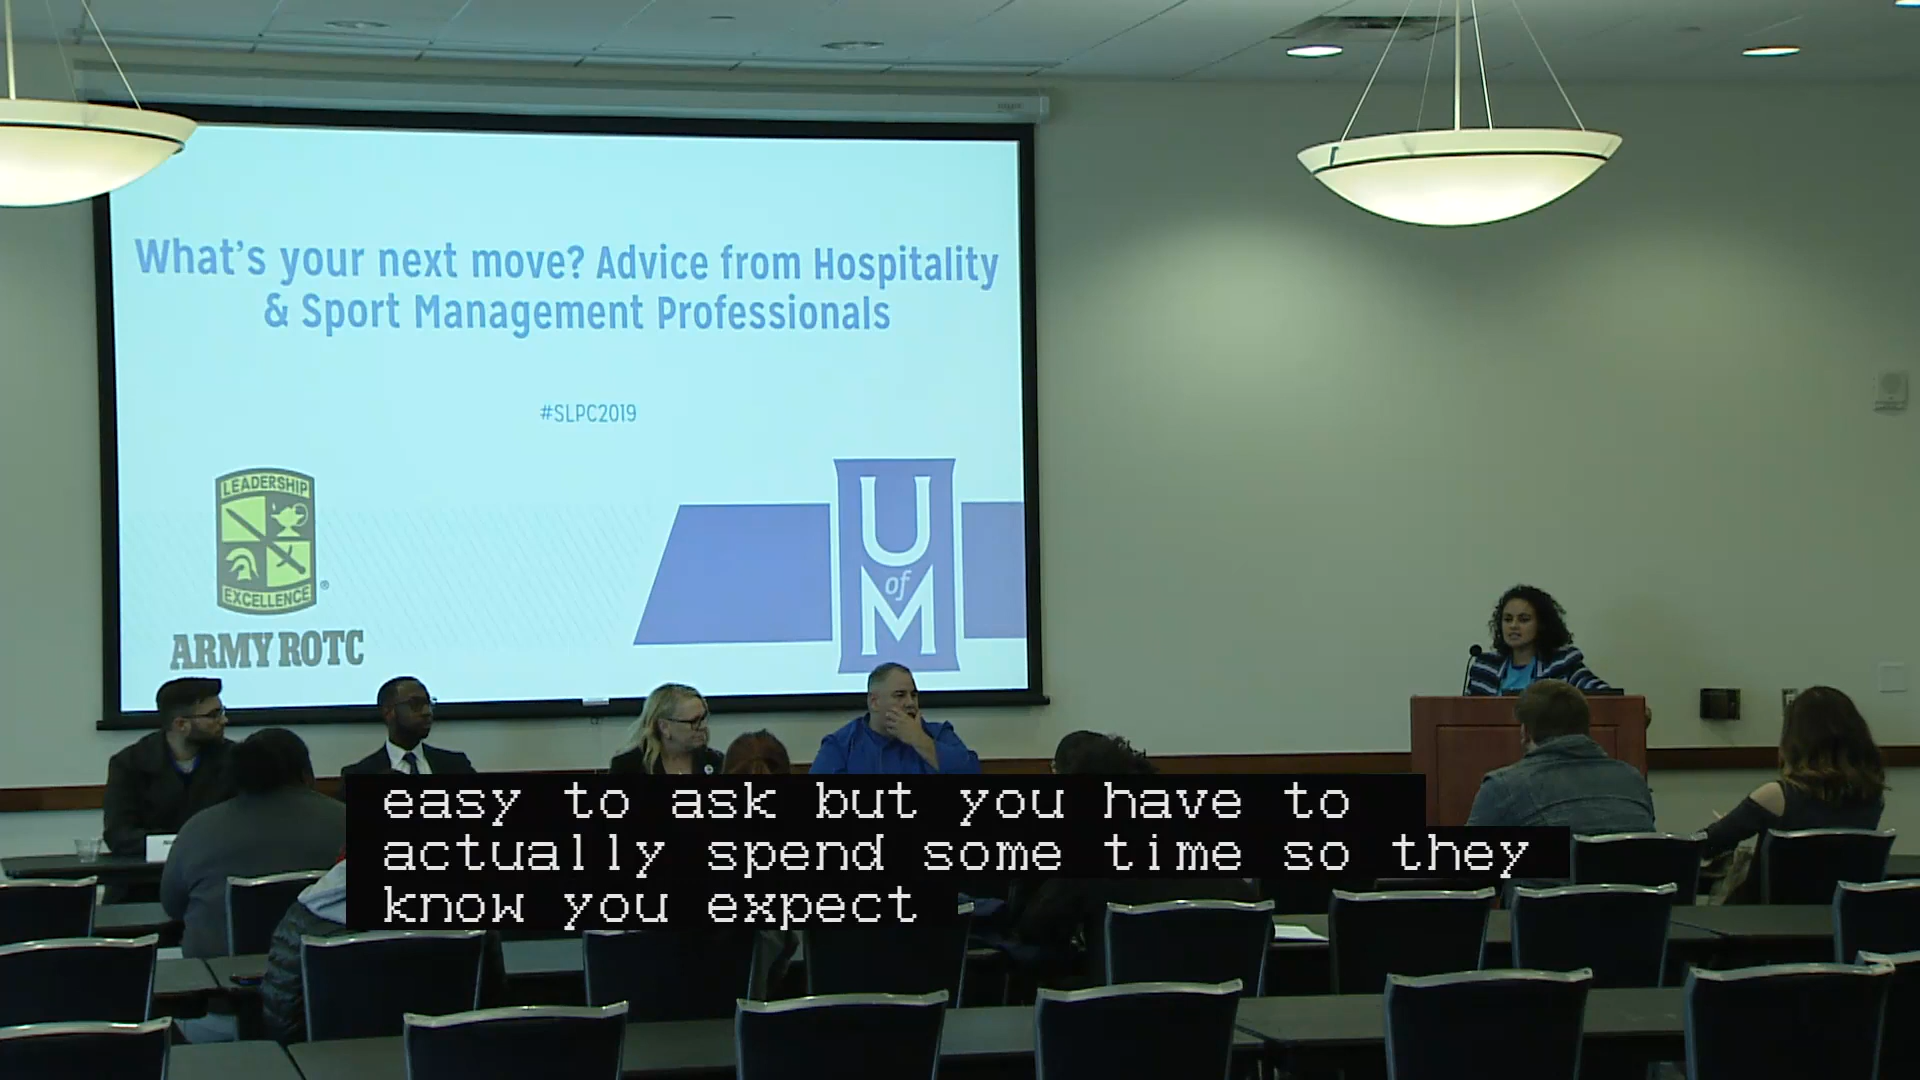 What's your next move? Advice from Hospitality
& Sport Management Professionals
#SLPC2019
LEADERSHIP
EXCELLENCE
®
ARMY ROTC
U
of
M
easy to ask but you have to
actually spend some time so they
know you expect